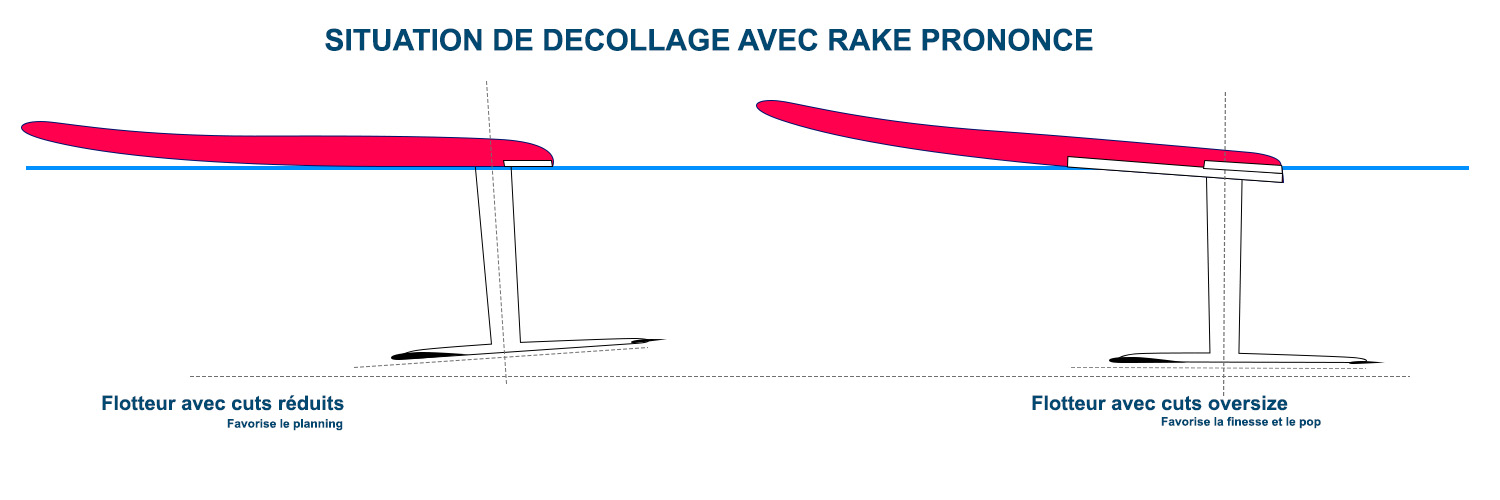 SITUATION DE DECOLLAGE AVEC RAKE PRONONCE
Flotteur avec cuts réduits
Favorise le planning
Flotteur avec cuts oversize
Favorise la finesse et le pop